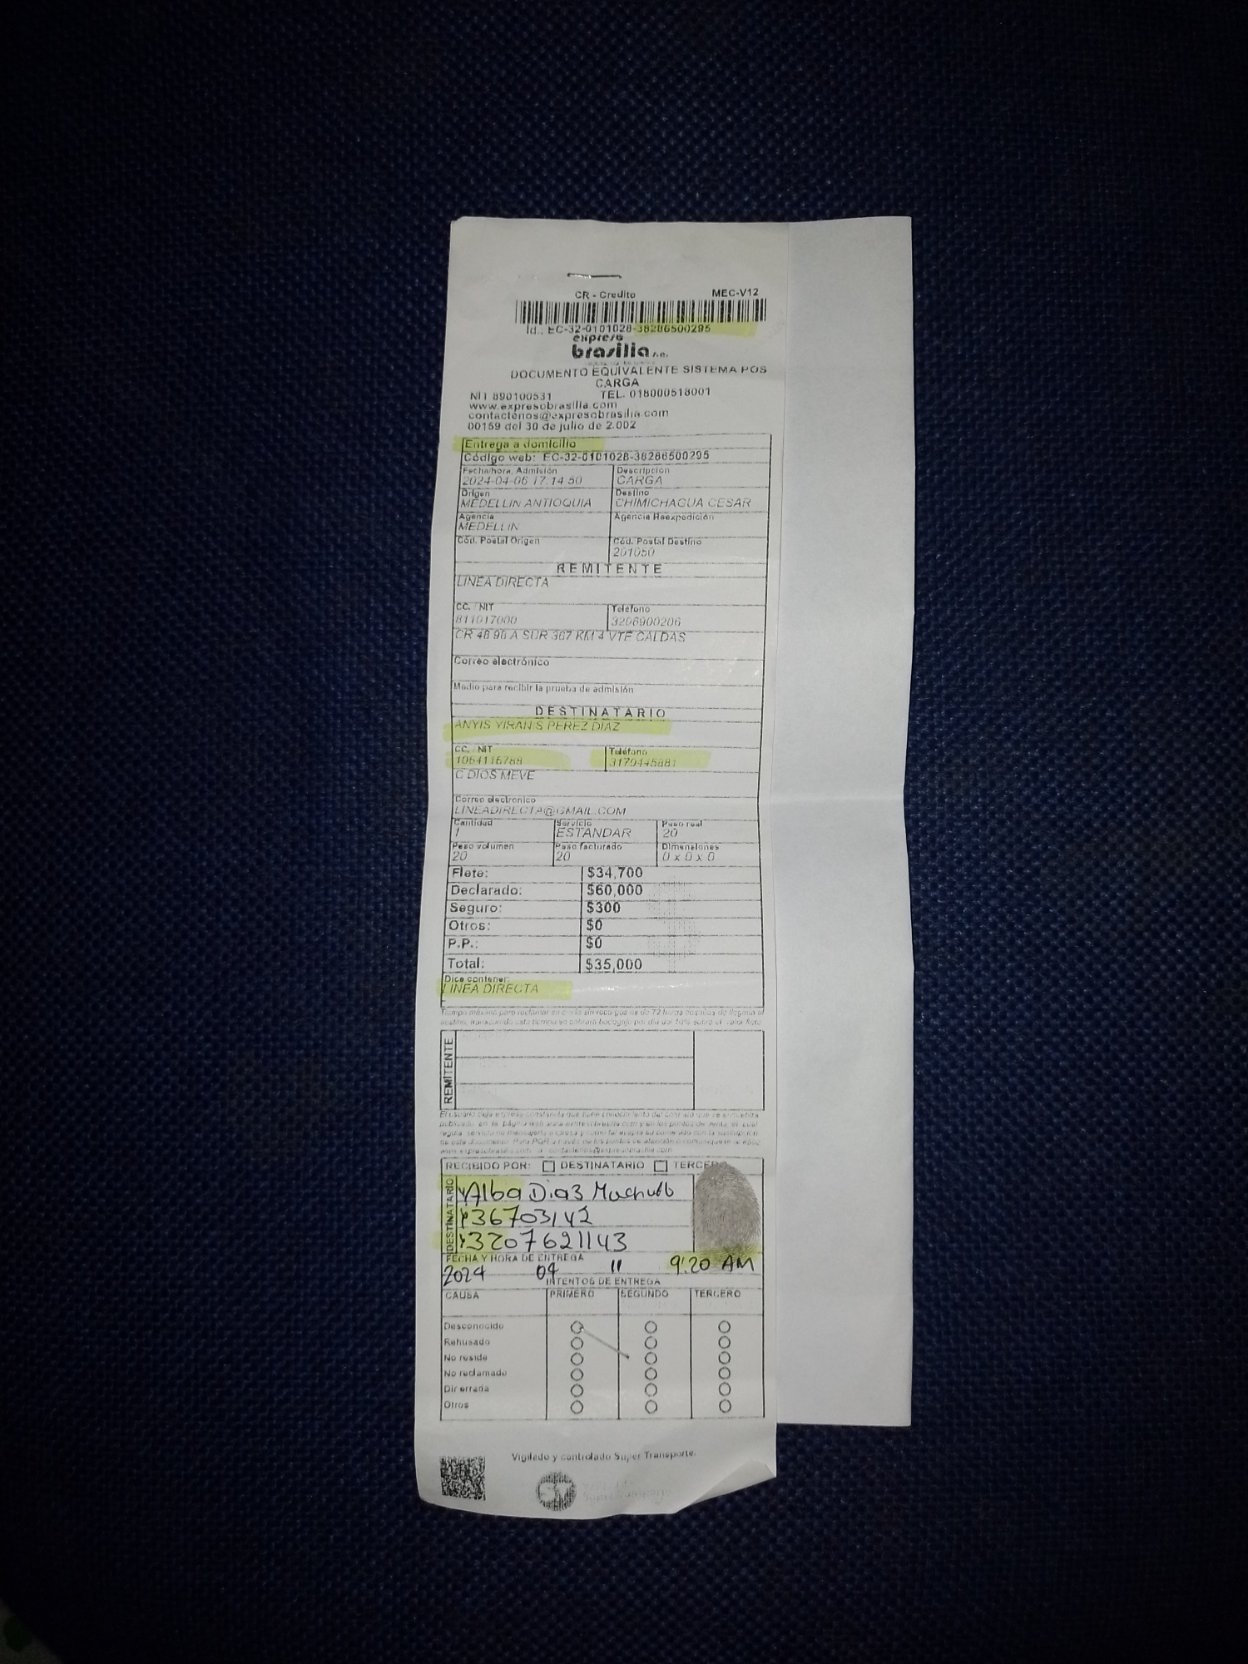 CR - Credito MEC-V12
Id.: EC-32-0101028-38286500295
expreso
brasilia s.a.
DOCUMENTO EQUIVALENTE SISTEMA POS
CARGA
NIT 890100531 TEL. 018000518001
www.expresobrasilia.com
contactenos@expresobrasilia.com
00159 del 30 de julio de 2.002
Entrega a domicilio
Código web: EC-32-0101028-38286500295
Fecha/hora, Admisión Descripción
2024-04-06 17:14:50 CARGA
Origen Destino
MEDELLIN ANTIOQUIA CHIMICHAGUA CESAR
Agencia Agencia Reexpedición
MEDELLIN
Cód. Postal Origen Cód. Postal Destino
201050
REMITENTE
LINEA DIRECTA
CC. NIT Telefono
811017000 3206900206
CR 48 98 A SUR 367 KM 4 VTE CALDAS
Correo electrónico
Medio para recibir la prueba de admisión
DESTINATARIO
ANYIS YIRANIS PEREZ DIAZ
CC. NIT Teléfono
1064116788 3179445881
C DIOS MEVE
Correo electronico
LINEADIRECTA@GMAIL.COM
Cantidad Servicio Peso real
1 ESTANDAR 20
Peso volumen Peso facturado Dimensiones
20 20 0 x 0 x 0
Flete: $34,700
Declarado: $60,000
Seguro: $300
Otros: $0
P.P.: $0
Total: $35,000
Dice contener:
LINEA DIRECTA
REMITENTE
RECIBIDO POR: DESTINATARIO TERCERO
DESTINATARIO
Alba Diaz Machado
36703142
3207621143
FECHA Y HORA DE ENTREGA
2024 04 11 9:20 AM
INTENTOS DE ENTREGA
CAUSA PRIMERO SEGUNDO TERCERO
Desconocido
Rehusado
No reside
No reclamado
Dir errada
Otros
Vigilado y controlado Super Transporte.